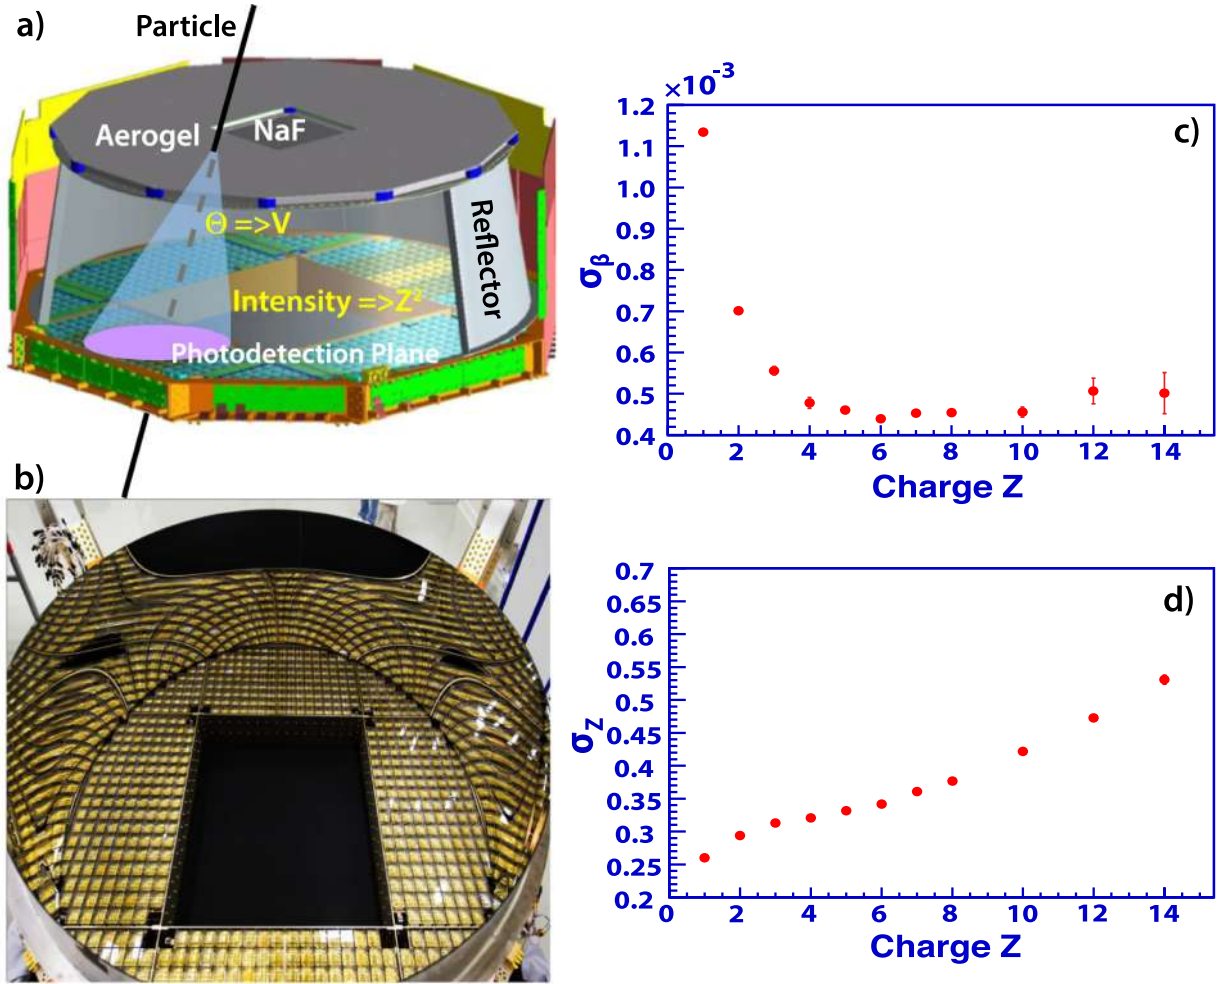 a)
Particle
Aerogel
NaF
Θ =>V
Reflector
Intensity =>Z²
Photodetection Plane
b)
c)
×10⁻³
1.2
1.1
1.0
0.9
0.8
0.7
0.6
0.5
0.4
σβ
0 2 4 6 8 10 12 14
Charge Z
d)
0.7
0.65
0.6
0.55
0.5
0.45
0.4
0.35
0.3
0.25
0.2
σZ
0 2 4 6 8 10 12 14
Charge Z